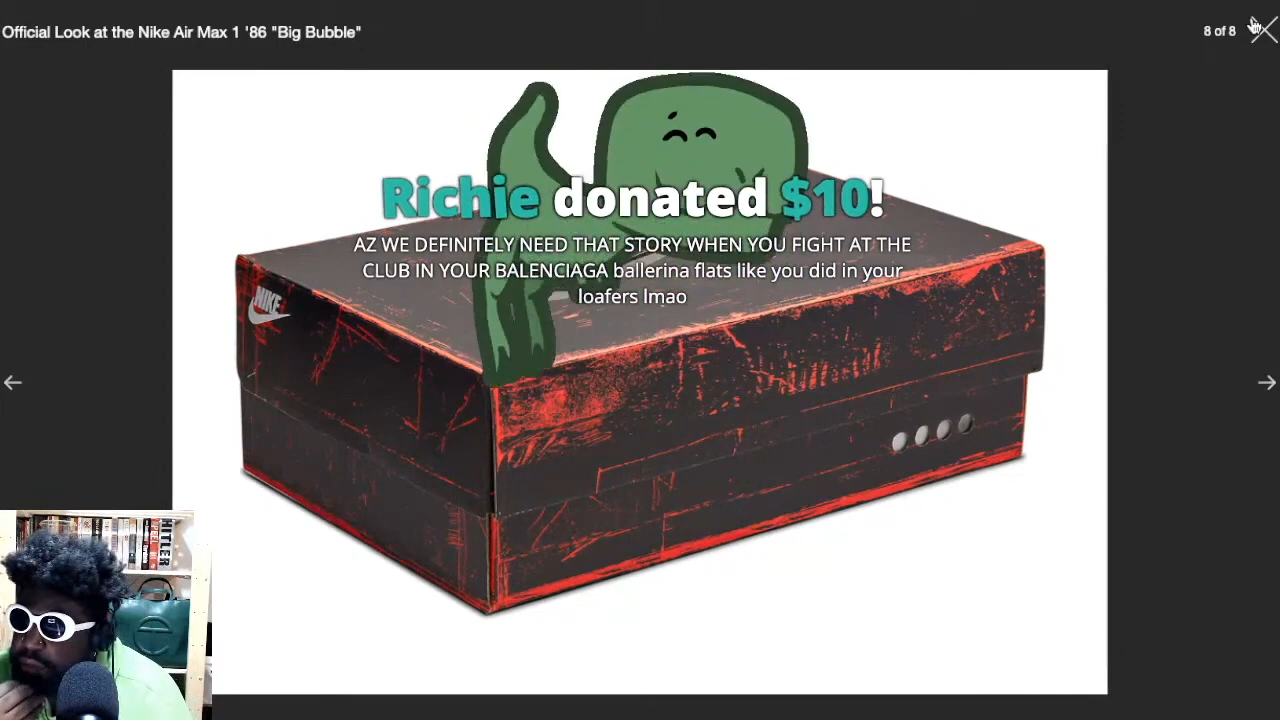 Official Look at the Nike Air Max 1 '86 "Big Bubble"
8 of 8
Richie donated $10!
AZ WE DEFINITELY NEED THAT STORY WHEN YOU FIGHT AT THE
CLUB IN YOUR BALENCIAGA ballerina flats like you did in your
loafers lmao
NIKE
HITLER